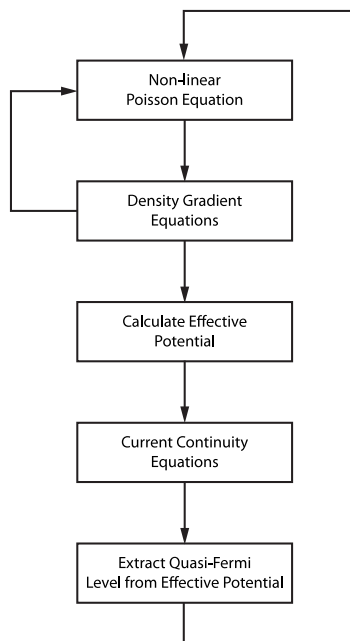 Non-linear
Poisson Equation
Density Gradient
Equations
Calculate Effective
Potential
Current Continuity
Equations
Extract Quasi-Fermi
Level from Effective Potential